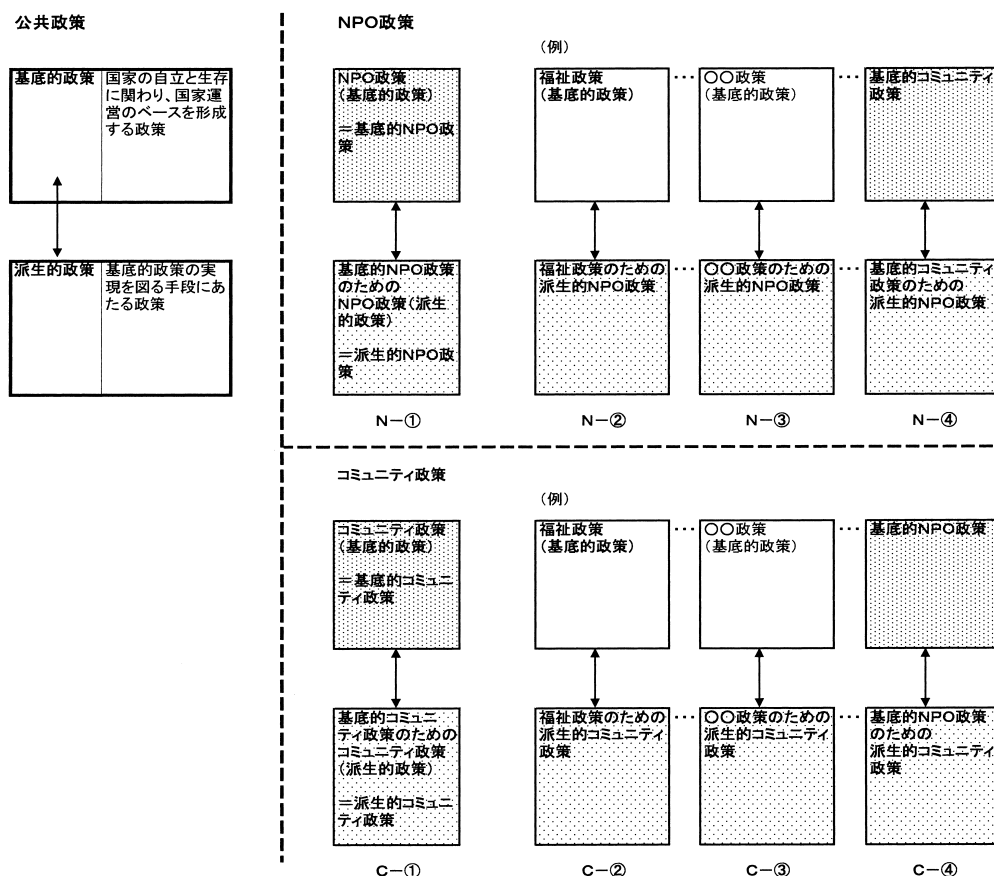 公共政策
基底的政策
国家の自立と生存
に関わり、国家運
営のベースを形成
する政策
派生的政策
基底的政策の実
現を図る手段にあ
たる政策
NPO政策
(例)
NPO政策
(基底的政策)
=基底的NPO政
策
福祉政策
(基底的政策)
…
〇〇政策
(基底的政策)
…
基底的コミュニティ
政策
基底的NPO政策
のための
NPO政策(派生
的政策)
=派生的NPO政
策
福祉政策のための
派生的NPO政策
…
〇〇政策のための
派生的NPO政策
…
基底的コミュニティ
政策のための
派生的NPO政策
N-①
N-②
N-③
N-④
コミュニティ政策
(例)
コミュニティ政策
(基底的政策)
=基底的コミュニ
ティ政策
福祉政策
(基底的政策)
…
〇〇政策
(基底的政策)
…
基底的NPO政策
基底的コミュニ
ティ政策のための
コミュニティ政策
(派生的政策)
=派生的コミュニ
ティ政策
福祉政策のための
派生的コミュニティ
政策
…
〇〇政策のための
派生的コミュニティ
政策
…
基底的NPO政策
のための
派生的コミュニティ
政策
C-①
C-②
C-③
C-④